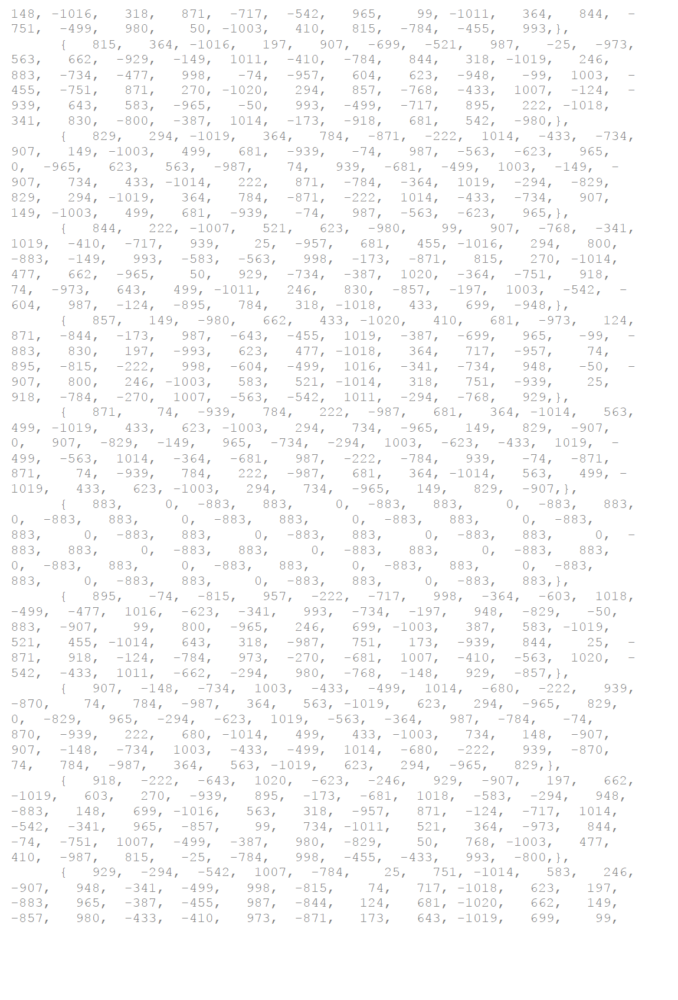 148, -1016, 318, 871, -717, -542, 965, 99, -1011, 364, 844, -
751, -499, 980, 50, -1003, 410, 815, -784, -455, 993,},
{ 815, 364, -1016, 197, 907, -699, -521, 987, -25, -973,
563, 662, -929, -149, 1011, -410, -784, 844, 318, -1019, 246,
883, -734, -477, 998, -74, -957, 604, 623, -948, -99, 1003, -
455, -751, 871, 270, -1020, 294, 857, -768, -433, 1007, -124, -
939, 643, 583, -965, -50, 993, -499, -717, 895, 222, -1018,
341, 830, -800, -387, 1014, -173, -918, 681, 542, -980,},
{ 829, 294, -1019, 364, 784, -871, -222, 1014, -433, -734,
907, 149, -1003, 499, 681, -939, -74, 987, -563, -623, 965,
0, -965, 623, 563, -987, 74, 939, -681, -499, 1003, -149, -
907, 734, 433, -1014, 222, 871, -784, -364, 1019, -294, -829,
829, 294, -1019, 364, 784, -871, -222, 1014, -433, -734, 907,
149, -1003, 499, 681, -939, -74, 987, -563, -623, 965,},
{ 844, 222, -1007, 521, 623, -980, 99, 907, -768, -341,
1019, -410, -717, 939, 25, -957, 681, 455, -1016, 294, 800,
-883, -149, 993, -583, -563, 998, -173, -871, 815, 270, -1014,
477, 662, -965, 50, 929, -734, -387, 1020, -364, -751, 918,
74, -973, 643, 499, -1011, 246, 830, -857, -197, 1003, -542, -
604, 987, -124, -895, 784, 318, -1018, 433, 699, -948,},
{ 857, 149, -980, 662, 433, -1020, 410, 681, -973, 124,
871, -844, -173, 987, -643, -455, 1019, -387, -699, 965, -99, -
883, 830, 197, -993, 623, 477, -1018, 364, 717, -957, 74,
895, -815, -222, 998, -604, -499, 1016, -341, -734, 948, -50, -
907, 800, 246, -1003, 583, 521, -1014, 318, 751, -939, 25,
918, -784, -270, 1007, -563, -542, 1011, -294, -768, 929,},
{ 871, 74, -939, 784, 222, -987, 681, 364, -1014, 563,
499, -1019, 433, 623, -1003, 294, 734, -965, 149, 829, -907,
0, 907, -829, -149, 965, -734, -294, 1003, -623, -433, 1019, -
499, -563, 1014, -364, -681, 987, -222, -784, 939, -74, -871,
871, 74, -939, 784, 222, -987, 681, 364, -1014, 563, 499, -
1019, 433, 623, -1003, 294, 734, -965, 149, 829, -907,},
{ 883, 0, -883, 883, 0, -883, 883, 0, -883, 883,
0, -883, 883, 0, -883, 883, 0, -883, 883, 0, -883,
883, 0, -883, 883, 0, -883, 883, 0, -883, 883, 0, -
883, 883, 0, -883, 883, 0, -883, 883, 0, -883, 883,
0, -883, 883, 0, -883, 883, 0, -883, 883, 0, -883,
883, 0, -883, 883, 0, -883, 883, 0, -883, 883,},
{ 895, -74, -815, 957, -222, -717, 998, -364, -603, 1018,
-499, -477, 1016, -623, -341, 993, -734, -197, 948, -829, -50,
883, -907, 99, 800, -965, 246, 699, -1003, 387, 583, -1019,
521, 455, -1014, 643, 318, -987, 751, 173, -939, 844, 25, -
871, 918, -124, -784, 973, -270, -681, 1007, -410, -563, 1020, -
542, -433, 1011, -662, -294, 980, -768, -148, 929, -857,},
{ 907, -148, -734, 1003, -433, -499, 1014, -680, -222, 939,
-870, 74, 784, -987, 364, 563, -1019, 623, 294, -965, 829,
0, -829, 965, -294, -623, 1019, -563, -364, 987, -784, -74,
870, -939, 222, 680, -1014, 499, 433, -1003, 734, 148, -907,
907, -148, -734, 1003, -433, -499, 1014, -680, -222, 939, -870,
74, 784, -987, 364, 563, -1019, 623, 294, -965, 829,},
{ 918, -222, -643, 1020, -623, -246, 929, -907, 197, 662,
-1019, 603, 270, -939, 895, -173, -681, 1018, -583, -294, 948,
-883, 148, 699, -1016, 563, 318, -957, 871, -124, -717, 1014,
-542, -341, 965, -857, 99, 734, -1011, 521, 364, -973, 844,
-74, -751, 1007, -499, -387, 980, -829, 50, 768, -1003, 477,
410, -987, 815, -25, -784, 998, -455, -433, 993, -800,},
{ 929, -294, -542, 1007, -784, 25, 751, -1014, 583, 246,
-907, 948, -341, -499, 998, -815, 74, 717, -1018, 623, 197,
-883, 965, -387, -455, 987, -844, 124, 681, -1020, 662, 149,
-857, 980, -433, -410, 973, -871, 173, 643, -1019, 699, 99,